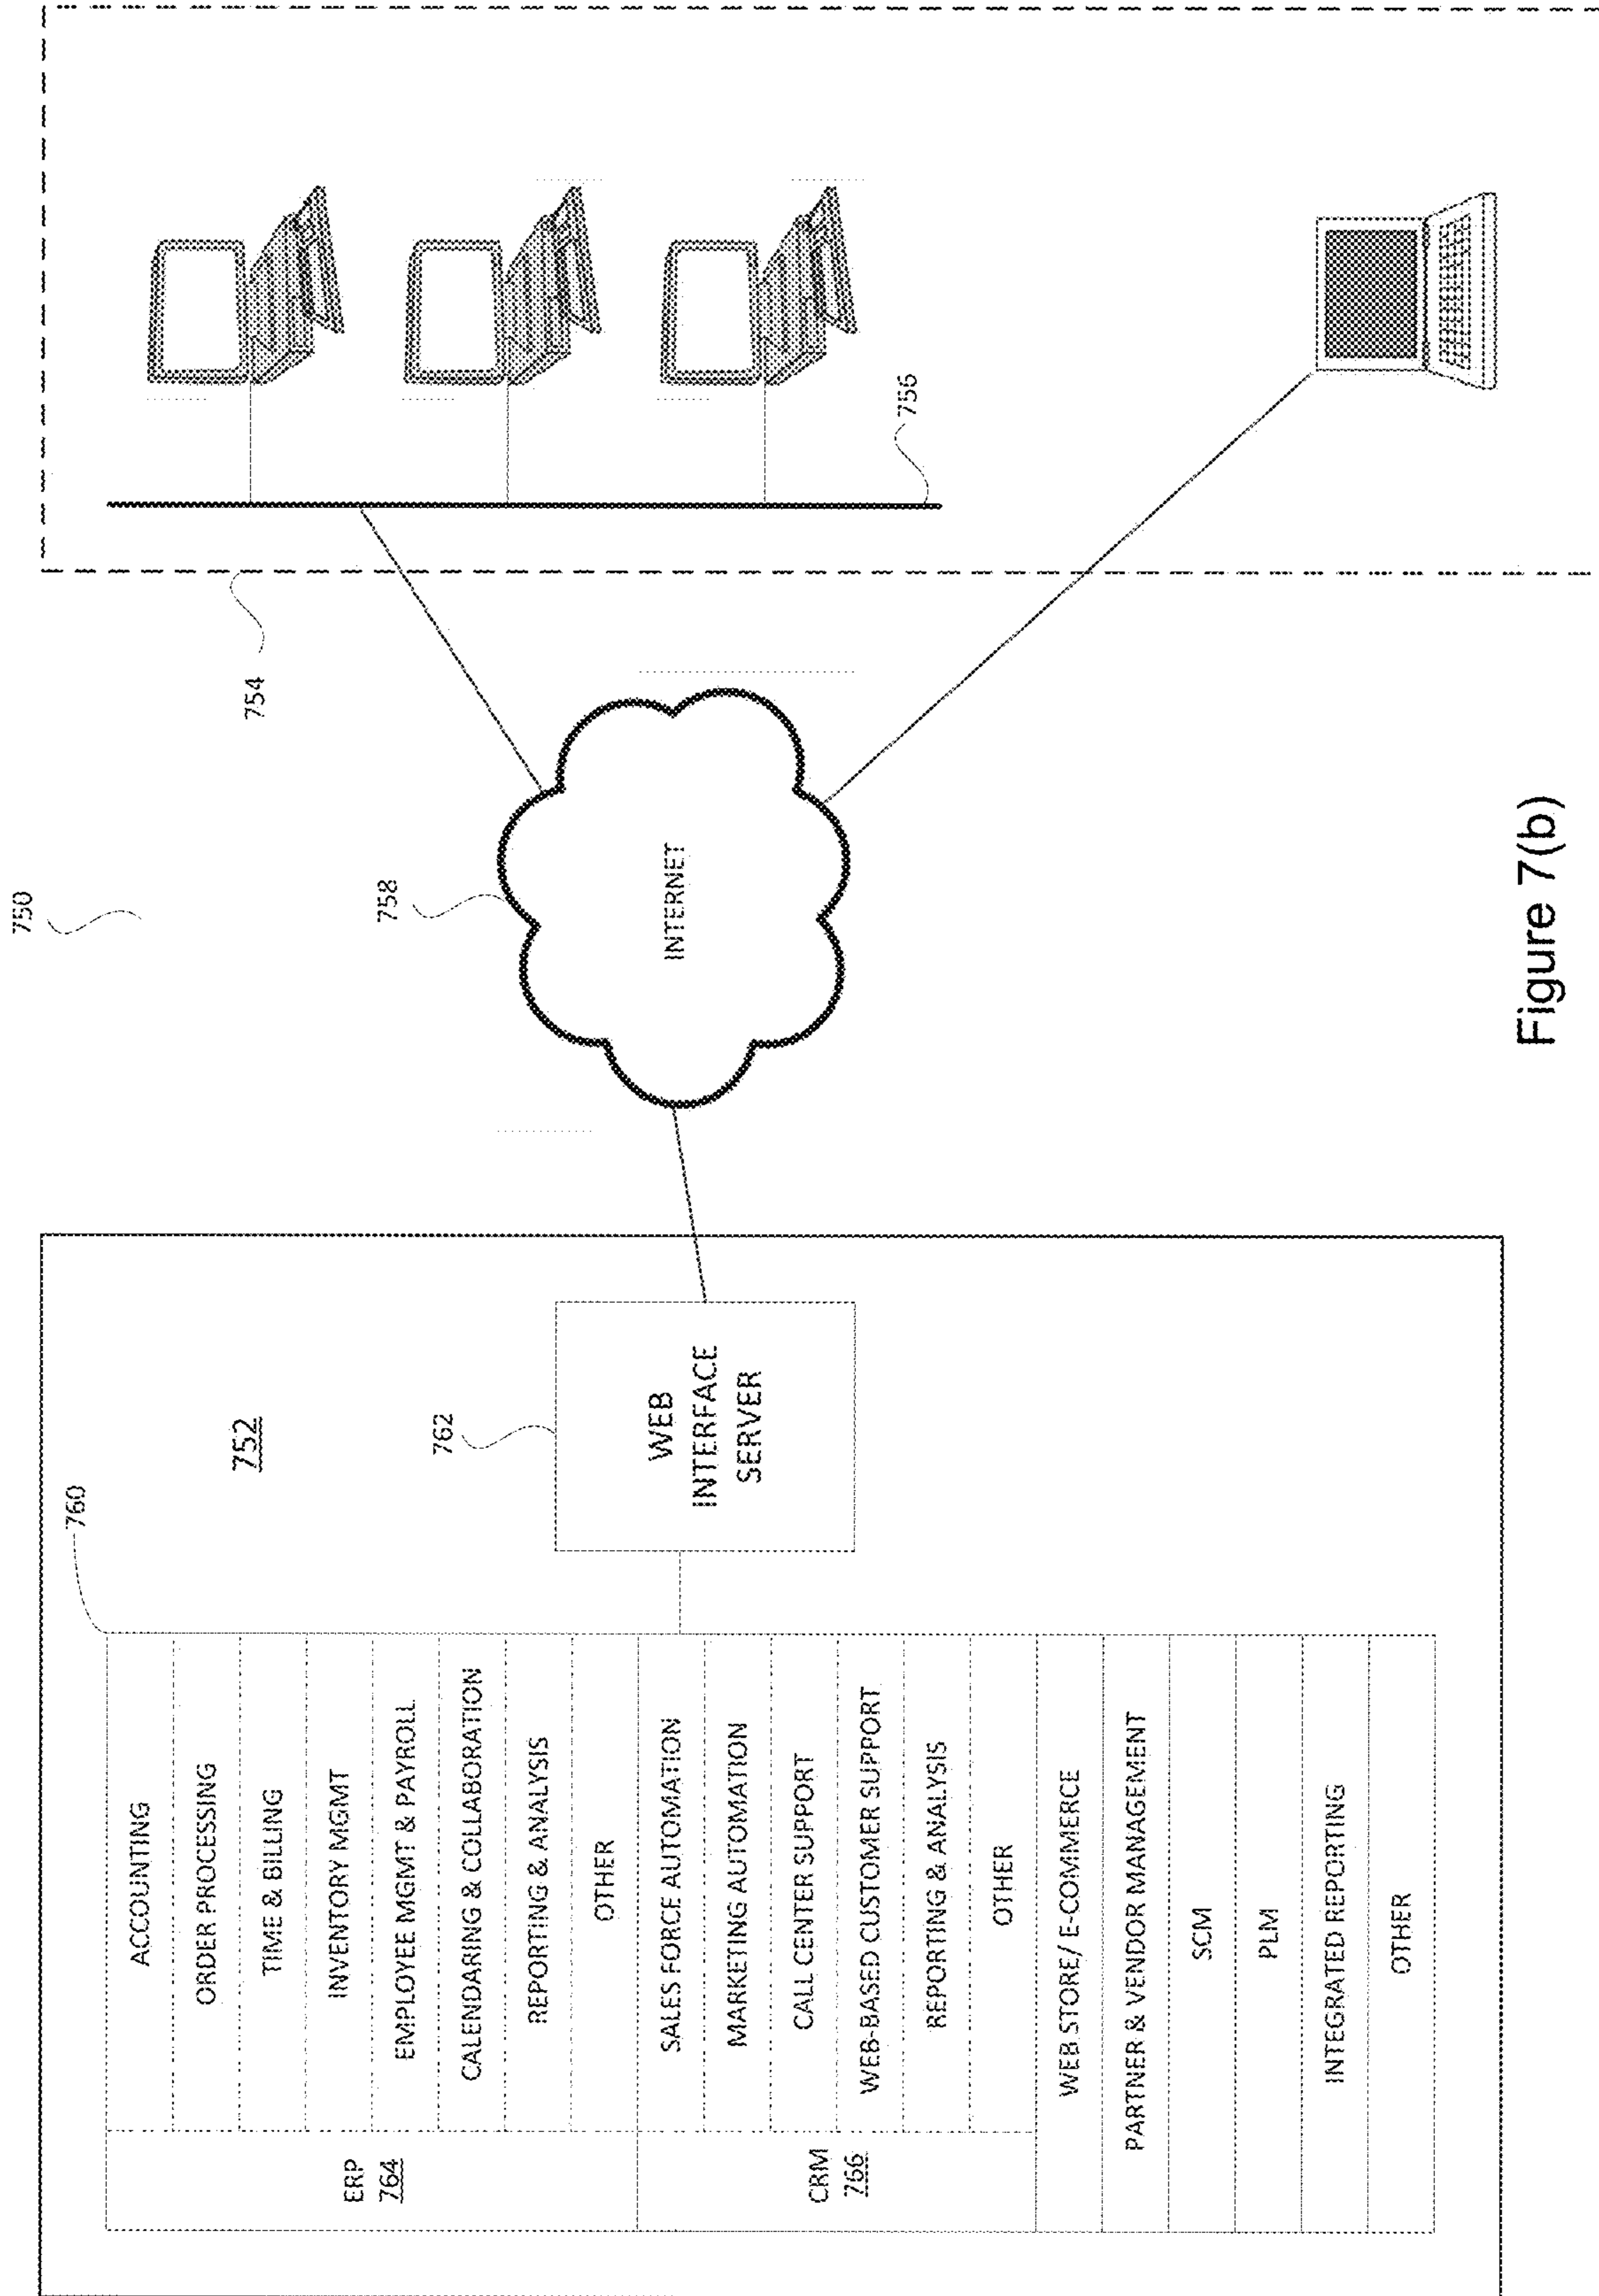 750
760
752
ACCOUNTING
ORDER PROCESSING
TIME & BILLING
INVENTORY MGMT
EMPLOYEE MGMT & PAYROLL
CALENDARING & COLLABORATION
REPORTING & ANALYSIS
OTHER
ERP
764
SALES FORCE AUTOMATION
MARKETING AUTOMATION
CALL CENTER SUPPORT
WEB-BASED CUSTOMER SUPPORT
REPORTING & ANALYSIS
OTHER
CRM
766
WEB STORE/ E-COMMERCE
PARTNER & VENDOR MANAGEMENT
SCM
PLM
INTEGRATED REPORTING
OTHER
762
WEB
INTERFACE
SERVER
758
INTERNET
754
756
Figure 7(b)